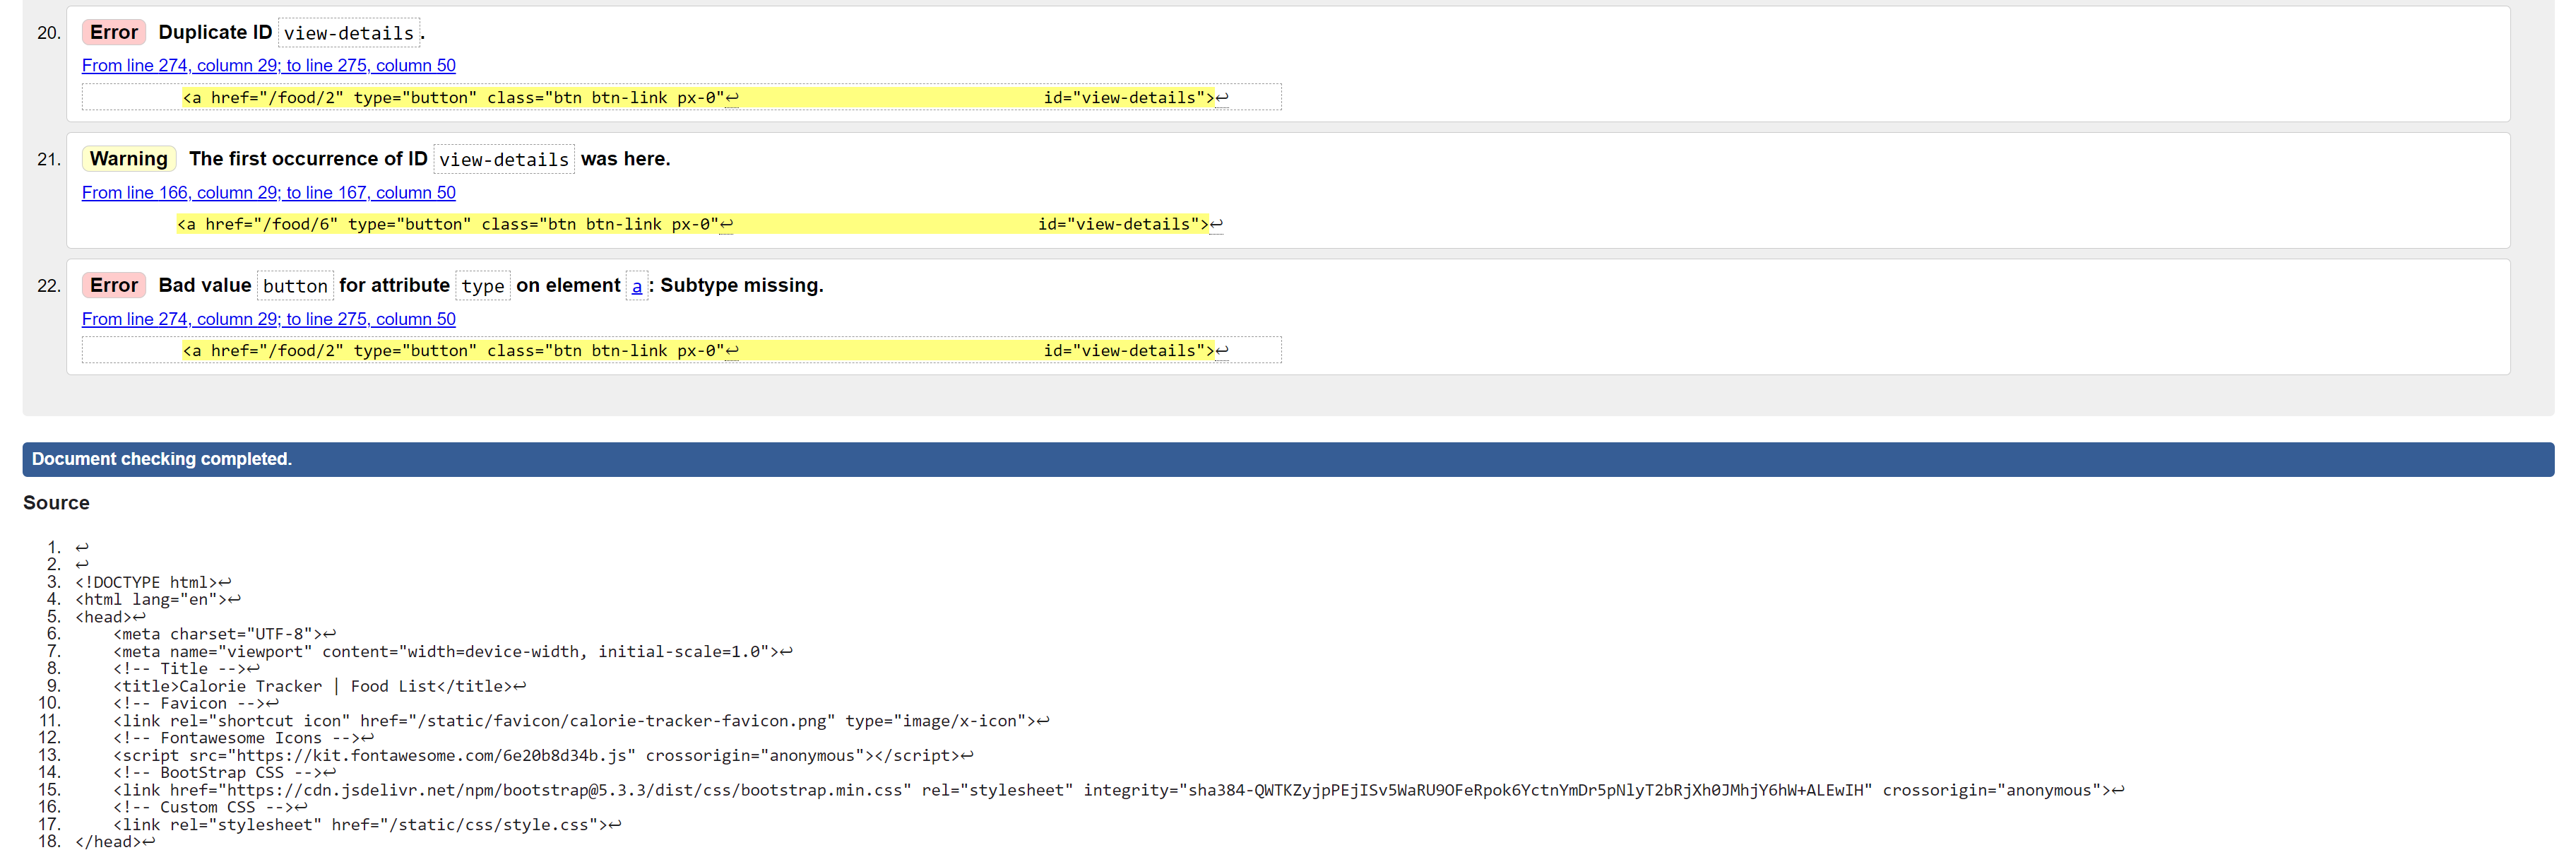 20. Error Duplicate ID view-details.
From line 274, column 29; to line 275, column 50
<a href="/food/2" type="button" class="btn btn-link px-0"↩ id="view-details">↩
21. Warning The first occurrence of ID view-details was here.
From line 166, column 29; to line 167, column 50
<a href="/food/6" type="button" class="btn btn-link px-0"↩ id="view-details">↩
22. Error Bad value button for attribute type on element a: Subtype missing.
From line 274, column 29; to line 275, column 50
<a href="/food/2" type="button" class="btn btn-link px-0"↩ id="view-details">↩
Document checking completed.
Source
1. ↩
2. ↩
3. <!DOCTYPE html>↩
4. <html lang="en">↩
5. <head>↩
6. <meta charset="UTF-8">↩
7. <meta name="viewport" content="width=device-width, initial-scale=1.0">↩
8. <!-- Title -->↩
9. <title>Calorie Tracker | Food List</title>↩
10. <!-- Favicon -->↩
11. <link rel="shortcut icon" href="/static/favicon/calorie-tracker-favicon.png" type="image/x-icon">↩
12. <!-- Fontawesome Icons -->↩
13. <script src="https://kit.fontawesome.com/6e20b8d34b.js" crossorigin="anonymous"></script>↩
14. <!-- BootStrap CSS -->↩
15. <link href="https://cdn.jsdelivr.net/npm/bootstrap@5.3.3/dist/css/bootstrap.min.css" rel="stylesheet" integrity="sha384-QWTKZyjpPEjISv5WaRU9OFeRpok6YctnYmDr5pNlyT2bRjXh0JMhjY6hW+ALEwIH" crossorigin="anonymous">↩
16. <!-- Custom CSS -->↩
17. <link rel="stylesheet" href="/static/css/style.css">↩
18. </head>↩